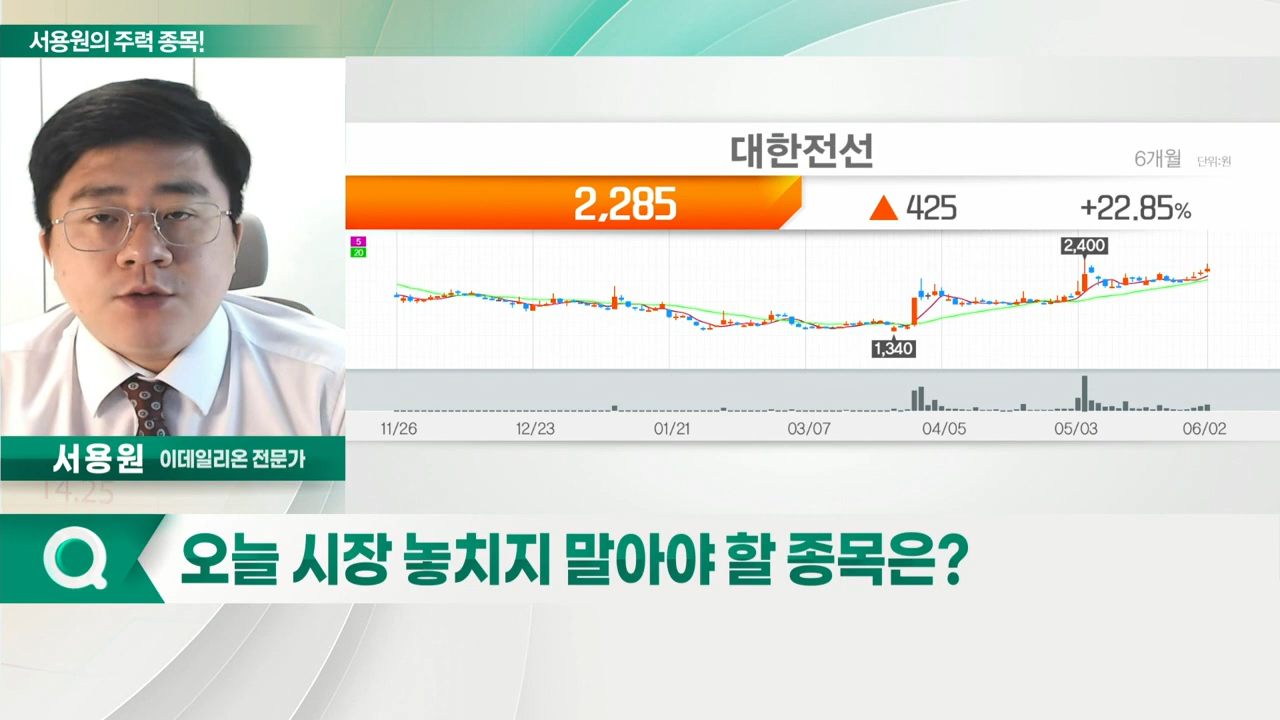 서용원의 주력 종목!
대한전선
6개월 단위:원
2,285 ▲ 425 +22.85%
5
20
2,400
1,340
11/26 12/23 01/21 03/07 04/05 05/03 06/02
서용원 이데일리온 전문가
14:25
오늘 시장 놓치지 말아야 할 종목은?